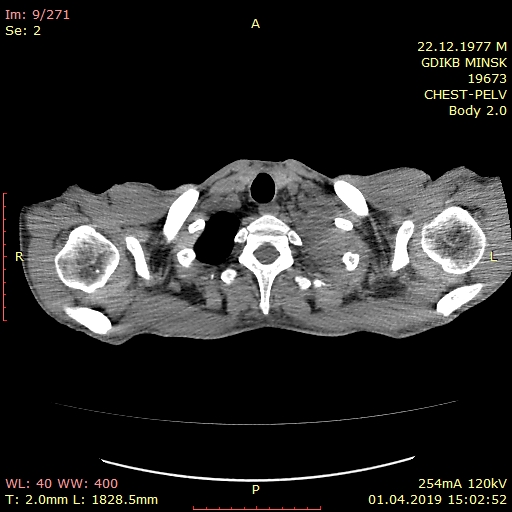 Im: 9/271
Se: 2
A
22.12.1977 M
GDIKB MINSK
19673
CHEST-PELV
Body 2.0
R
L
WL: 40 WW: 400
T: 2.0mm L: 1828.5mm
P
254mA 120kV
01.04.2019 15:02:52